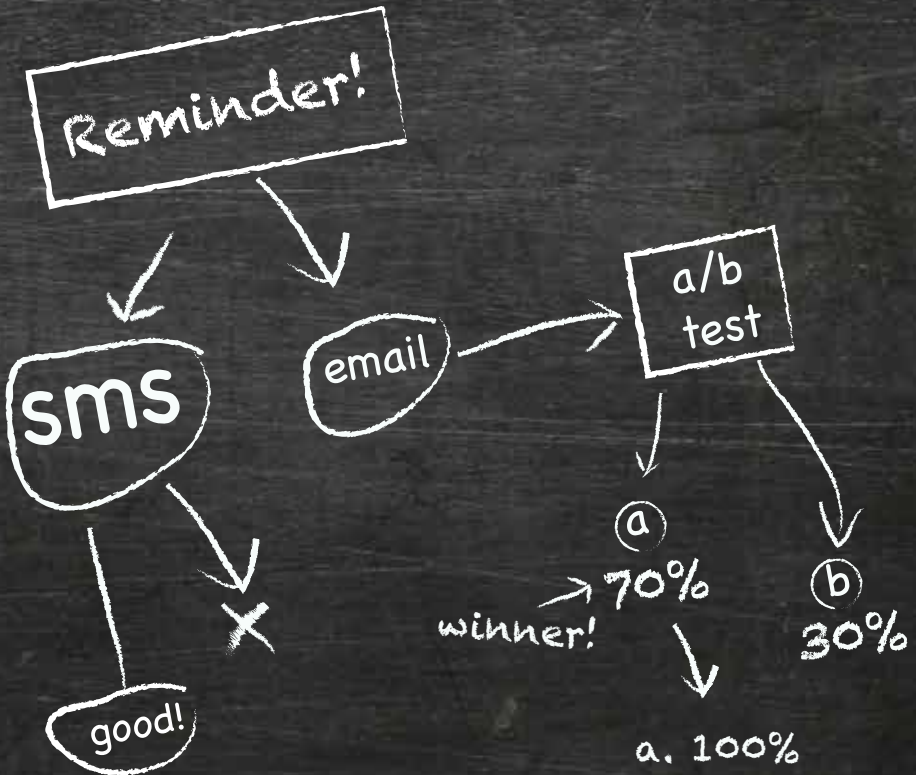 Reminder!
sms
email
a/b
test
X
good!
a
70%
winner!
a. 100%
b
30%